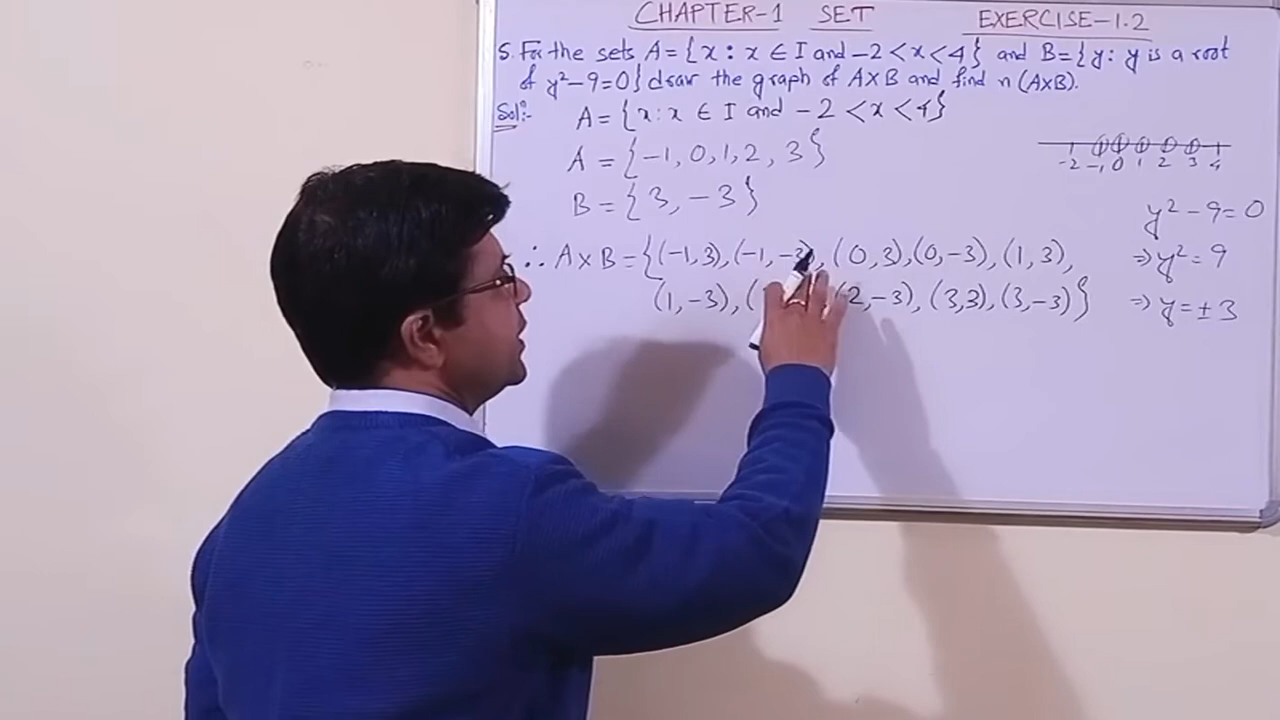 CHAPTER-1 SET EXERCISE-1.2
5. For the sets A={x : x ∈ I and -2 < x < 4} and B={y: y is a root
of y²-9=0} draw the graph of AXB and find n (AXB).
Sol:- A = {x: x ∈ I and -2 < x < 4}
A = {-1, 0, 1, 2, 3}
-2 -1 0 1 2 3 4
B = {3, -3}
y² - 9 = 0
∴ A x B = {(-1,3), (-1,-3), (0,3), (0,-3), (1,3),
⇒ y² = 9
(1,-3), ( 2,-3), (3,3), (3,-3)}
⇒ y = ± 3